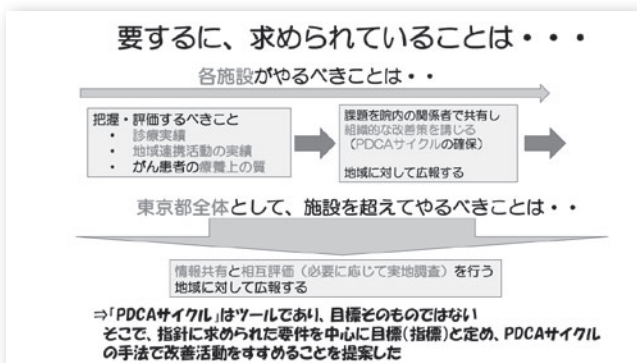 要するに、求められていることは・・・
各施設がやるべきことは・・
把握・評価するべきこと
• 診療実績
• 地域連携活動の実績
• がん患者の療養上の質
課題を院内の関係者で共有し
組織的な改善策を講じる
（PDCAサイクルの確保）
地域に対して広報する
東京都全体として、施設を超えてやるべきことは・・
情報共有と相互評価（必要に応じて実地調査）を行う
地域に対して広報する
⇒「PDCAサイクル」はツールであり、目標そのものではない
そこで、指針に求められた要件を中心に目標（指標）と定め、PDCAサイクル
の手法で改善活動をすすめることを提案した